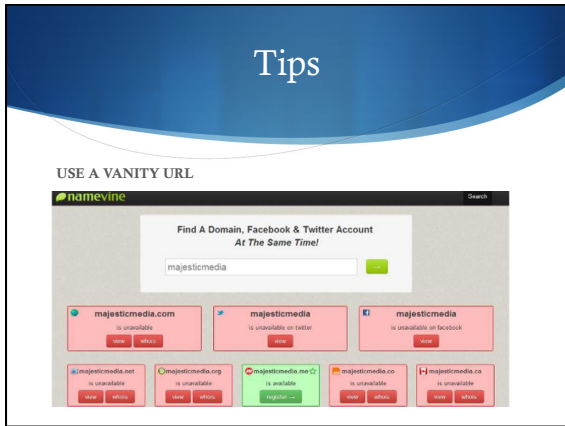 Tips
USE A VANITY URL
namevine Search
Find A Domain, Facebook & Twitter Account
At The Same Time!
majesticmedia
majesticmedia.com majesticmedia majesticmedia
is unavailable is unavailable on twitter is unavailable on facebook
view whois view view
majesticmedia.net majesticmedia.org majesticmedia.me majesticmedia.co majesticmedia.ca
is unavailable is unavailable is available is unavailable is unavailable
view whois view whois register view whois view whois